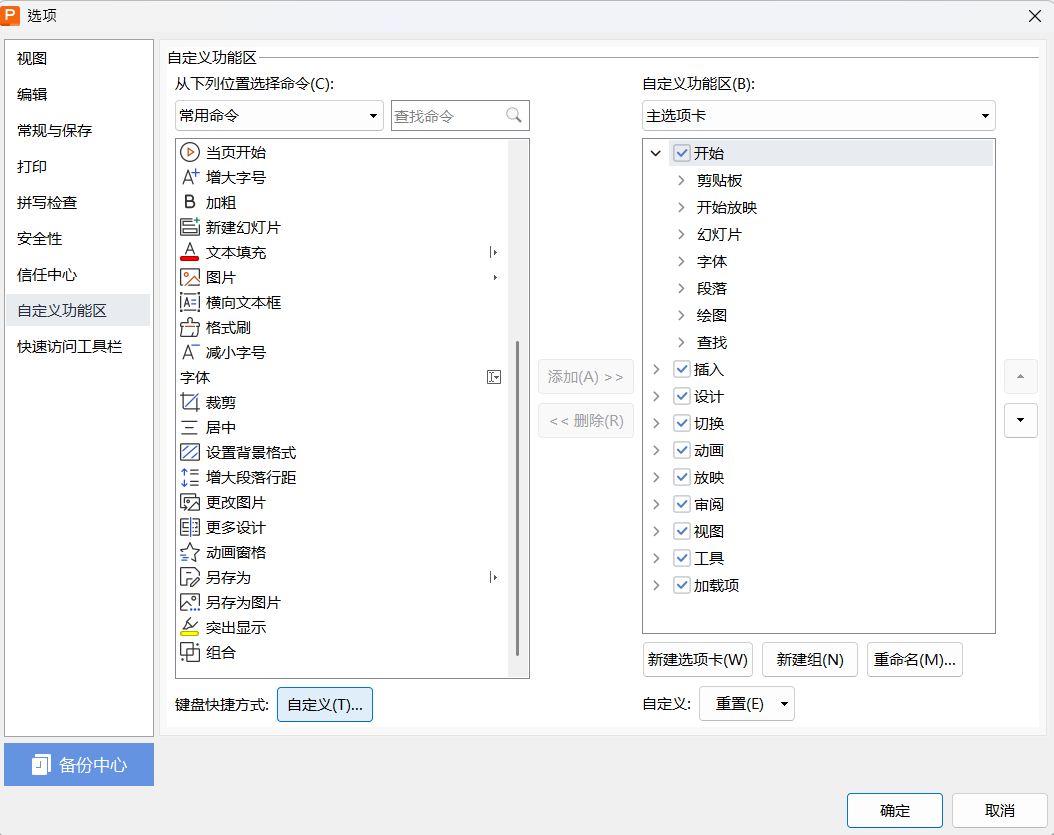 选项
视图
编辑
常规与保存
打印
拼写检查
安全性
信任中心
自定义功能区
快速访问工具栏
备份中心
自定义功能区
从下列位置选择命令(C):
常用命令
查找命令
当页开始
增大字号
加粗
新建幻灯片
文本填充
图片
横向文本框
格式刷
减小字号
字体
裁剪
居中
设置背景格式
增大段落行距
更改图片
更多设计
动画窗格
另存为
另存为图片
突出显示
组合
键盘快捷方式:
自定义(T)...
添加(A) >>
<< 删除(R)
自定义功能区(B):
主选项卡
开始
剪贴板
开始放映
幻灯片
字体
段落
绘图
查找
插入
设计
切换
动画
放映
审阅
视图
工具
加载项
新建选项卡(W)
新建组(N)
重命名(M)...
自定义:
重置(E)
确定
取消